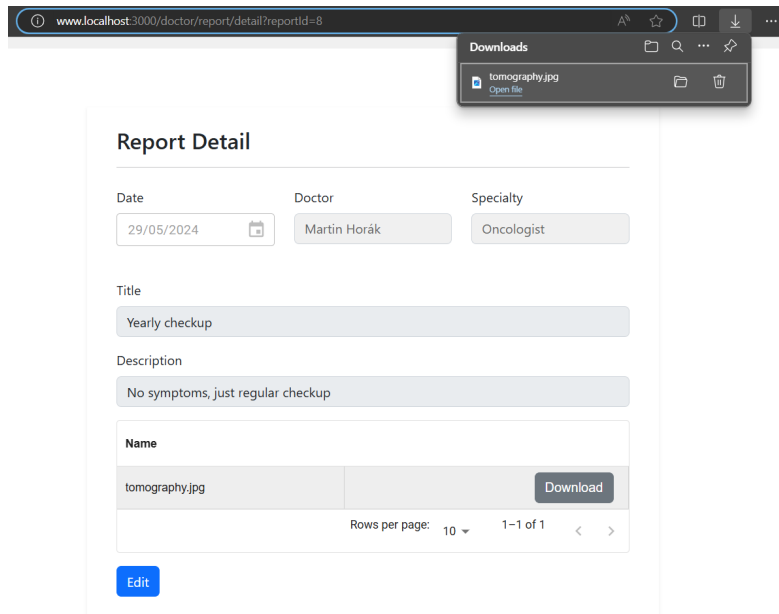 www.localhost:3000/doctor/report/detail?reportId=8
Downloads
tomography.jpg
Open file
Report Detail
Date Doctor Specialty
29/05/2024 Martin Horák Oncologist
Title
Yearly checkup
Description
No symptoms, just regular checkup
Name
tomography.jpg Download
Rows per page: 10 1–1 of 1
Edit